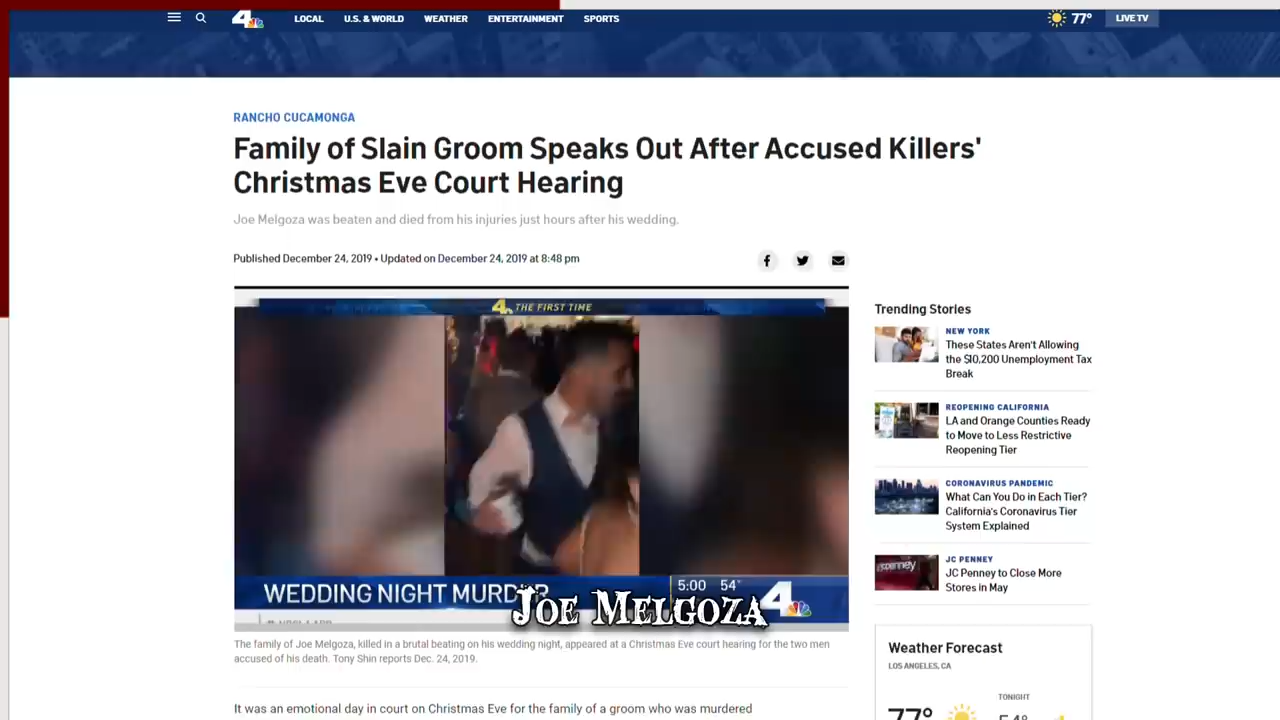 4
LOCAL
U.S. & WORLD
WEATHER
ENTERTAINMENT
SPORTS
77°
LIVE TV
RANCHO CUCAMONGA
Family of Slain Groom Speaks Out After Accused Killers'
Christmas Eve Court Hearing
Joe Melgoza was beaten and died from his injuries just hours after his wedding.
Published December 24, 2019 • Updated on December 24, 2019 at 8:48 pm
4 THE FIRST TIME
WEDDING NIGHT
5:00 54°
4
JOE MELGOZA
The family of Joe Melgoza, killed in a brutal beating on his wedding night, appeared at a Christmas Eve court hearing for the two men
accused of his death. Tony Shin reports Dec. 24, 2019.
It was an emotional day in court on Christmas Eve for the family of a groom who was murdered
Trending Stories
NEW YORK
These States Aren't Allowing
the $10,200 Unemployment Tax
Break
REOPENING CALIFORNIA
LA and Orange Counties Ready
to Move to Less Restrictive
Reopening Tier
CORONAVIRUS PANDEMIC
What Can You Do in Each Tier?
California's Coronavirus Tier
System Explained
jcpenney
JC PENNEY
JC Penney to Close More
Stores in May
Weather Forecast
LOS ANGELES, CA
TONIGHT
77°
54°